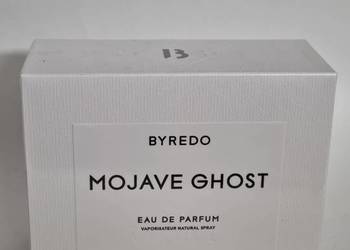 B
BYREDO
MOJAVE GHOST
EAU DE PARFUM
VAPORISATEUR NATURAL SPRAY